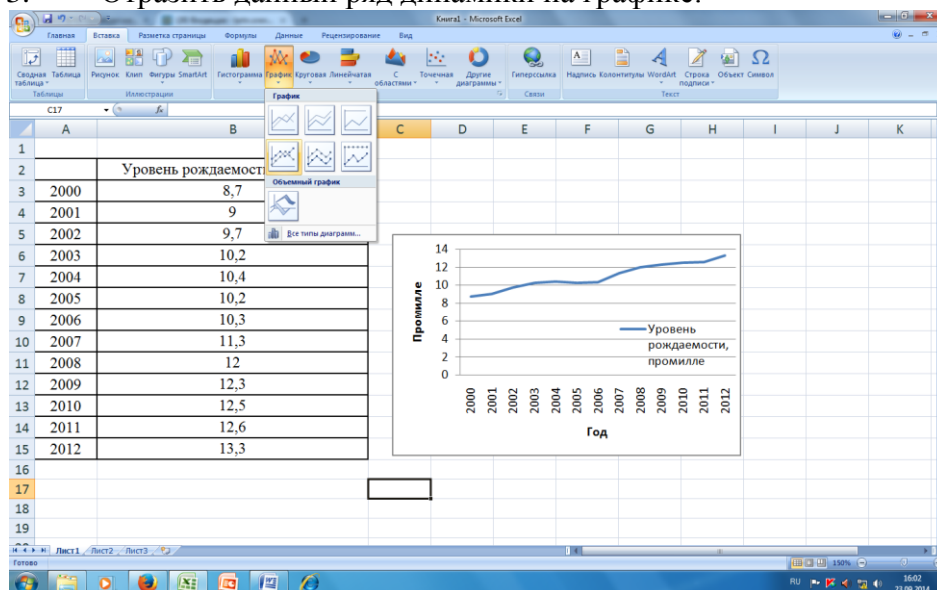 Отразить данный ряд динамики на графике.
Книга1 - Microsoft Excel
Главная Вставка Разметка страницы Формулы Данные Рецензирование Вид
Сводная таблица Таблица Рисунок Клип Фигуры SmartArt Гистограмма График Круговая Линейчатая С областями Точечная Другие диаграммы Гиперссылка Надпись Колонтитулы WordArt Строка подписи Объект Символ
Таблицы Иллюстрации Связи Текст
C17 fx
График
Объемный график
Все типы диаграмм...
A B C D E F G H I J K
1
2 Уровень рождаемост
3 2000 8,7
4 2001 9
5 2002 9,7
6 2003 10,2
7 2004 10,4
8 2005 10,2
9 2006 10,3
10 2007 11,3
11 2008 12
12 2009 12,3
13 2010 12,5
14 2011 12,6
15 2012 13,3
16
17
18
19
14
12
10
8
6
4
2
0
Промилле
Уровень
рождаемости,
промилле
2000 2001 2002 2003 2004 2005 2006 2007 2008 2009 2010 2011 2012
Год
Лист1 Лист2 Лист3
Готово 150%
RU 16:02
22.09.2014